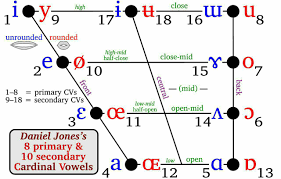 1 i y 9 high i ʉ 18 close 16 ɯ u 8
unrounded rounded
2 e ø 10 high-mid half-close close-mid 15 ɤ o 7
front central back
1–8 = primary CVs
9–18 = secondary CVs
(mid)
17
3 ɛ œ 11 low-mid half-open open-mid 14 ʌ ɔ 6
Daniel Jones's
8 primary &
10 secondary
Cardinal Vowels
4 a ɶ 12 low open 5 ɑ ɒ 13